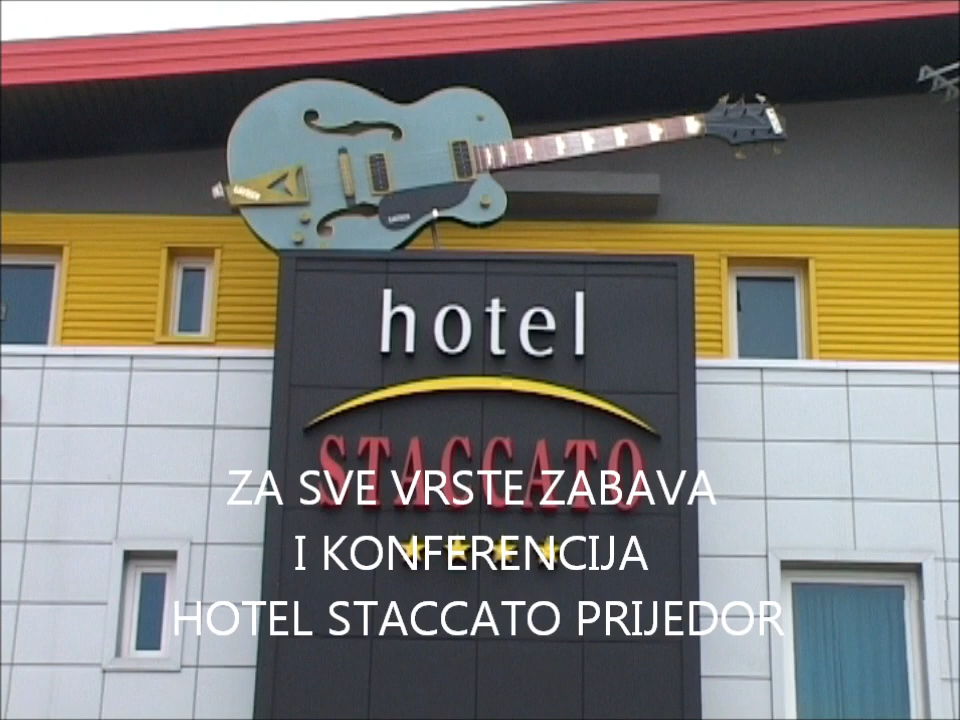 hotel
STACCATO
ZA SVE VRSTE ZABAVA
I KONFERENCIJA
HOTEL STACCATO PRIJEDOR